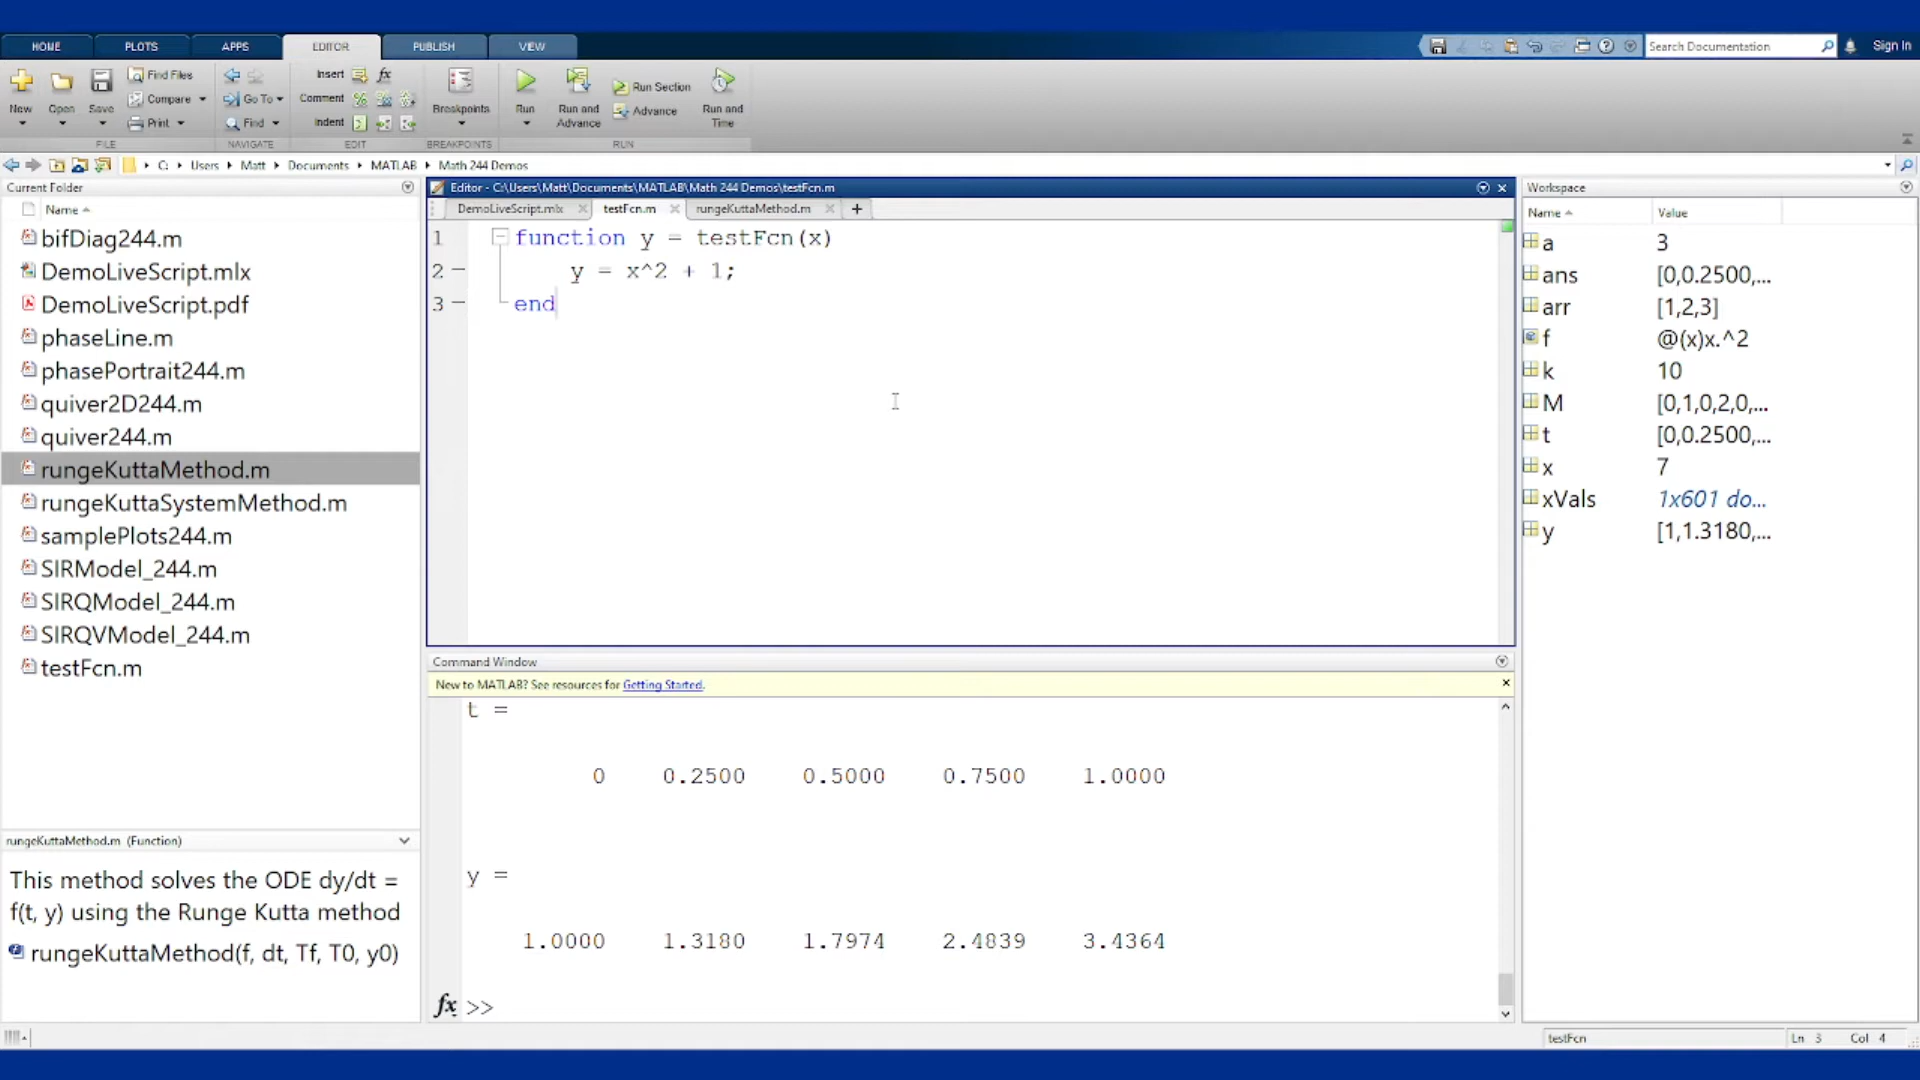 HOME PLOTS APPS EDITOR PUBLISH VIEW Search Documentation Sign In
New Open Save Find Files Compare Print
FILE
Go To Find
NAVIGATE
Insert fx
Comment
Indent
EDIT
Breakpoints
BREAKPOINTS
Run Run and Advance Run Section Advance Run and Time
RUN
C: Users Matt Documents MATLAB Math 244 Demos
Current Folder
Name
bifDiag244.m
DemoLiveScript.mlx
DemoLiveScript.pdf
phaseLine.m
phasePortrait244.m
quiver2D244.m
quiver244.m
rungeKuttaMethod.m
rungeKuttaSystemMethod.m
samplePlots244.m
SIRModel_244.m
SIRQModel_244.m
SIRQVModel_244.m
testFcn.m
rungeKuttaMethod.m (Function)
This method solves the ODE dy/dt =
f(t, y) using the Runge Kutta method
rungeKuttaMethod(f, dt, Tf, T0, y0)
Editor - C:\Users\Matt\Documents\MATLAB\Math 244 Demos\testFcn.m
DemoLiveScript.mlx testFcn.m rungeKuttaMethod.m +
1 function y = testFcn(x)
2 y = x^2 + 1;
3 end
Command Window
New to MATLAB? See resources for Getting Started.
t =
0 0.2500 0.5000 0.7500 1.0000
y =
1.0000 1.3180 1.7974 2.4839 3.4364
fx >>
Workspace
Name Value
a 3
ans [0,0.2500,...
arr [1,2,3]
f @(x)x.^2
k 10
M [0,1,0,2,0,...
t [0,0.2500,...
x 7
xVals 1x601 do...
y [1,1.3180,...
testFcn Ln 3 Col 4